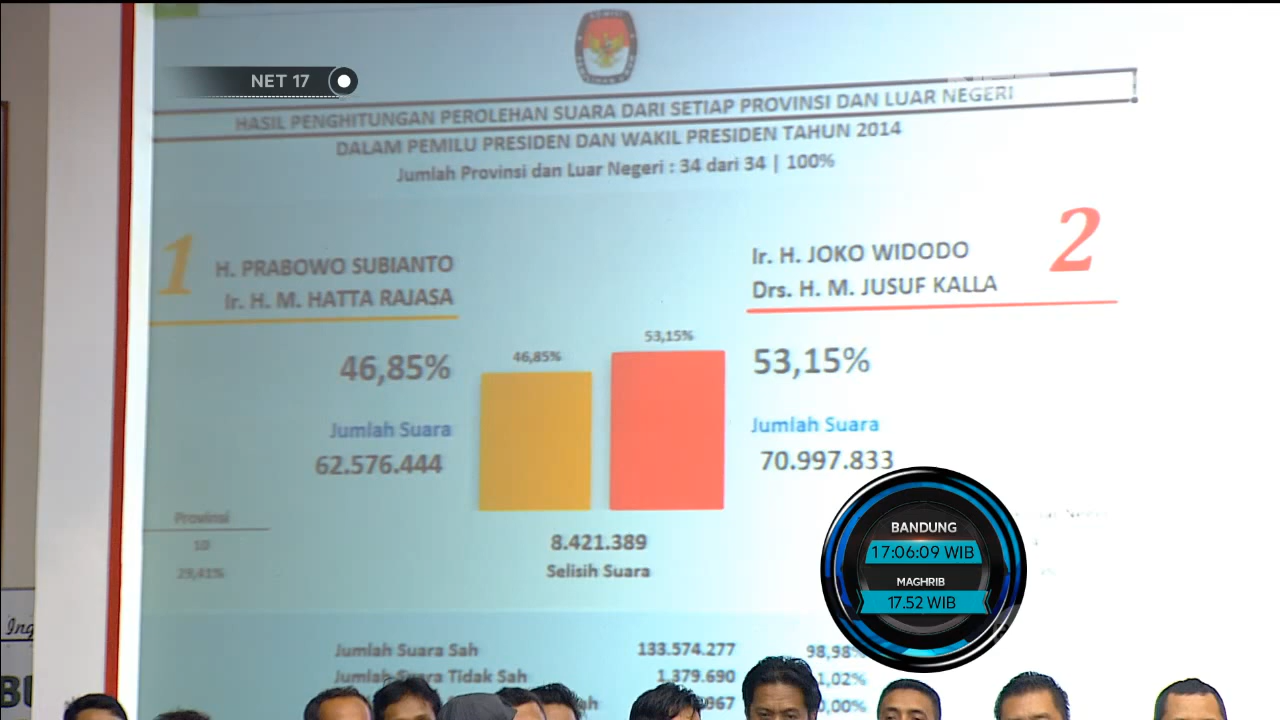 NET 17
HASIL PENGHITUNGAN PEROLEHAN SUARA DARI SETIAP PROVINSI DAN LUAR NEGERI
DALAM PEMILU PRESIDEN DAN WAKIL PRESIDEN TAHUN 2014
Jumlah Provinsi dan Luar Negeri : 34 dari 34 | 100%
1
H. PRABOWO SUBIANTO
Ir. H. M. HATTA RAJASA
2
Ir. H. JOKO WIDODO
Drs. H. M. JUSUF KALLA
46,85%
46,85%
53,15%
53,15%
Jumlah Suara
62.576.444
Jumlah Suara
70.997.833
Provinsi
10
29,41%
8.421.389
Selisih Suara
BANDUNG
17:06:09 WIB
MAGHRIB
17.52 WIB
Jumlah Suara Sah 133.574.277 98,98%
Jumlah Suara Tidak Sah 1.379.690 1,02%